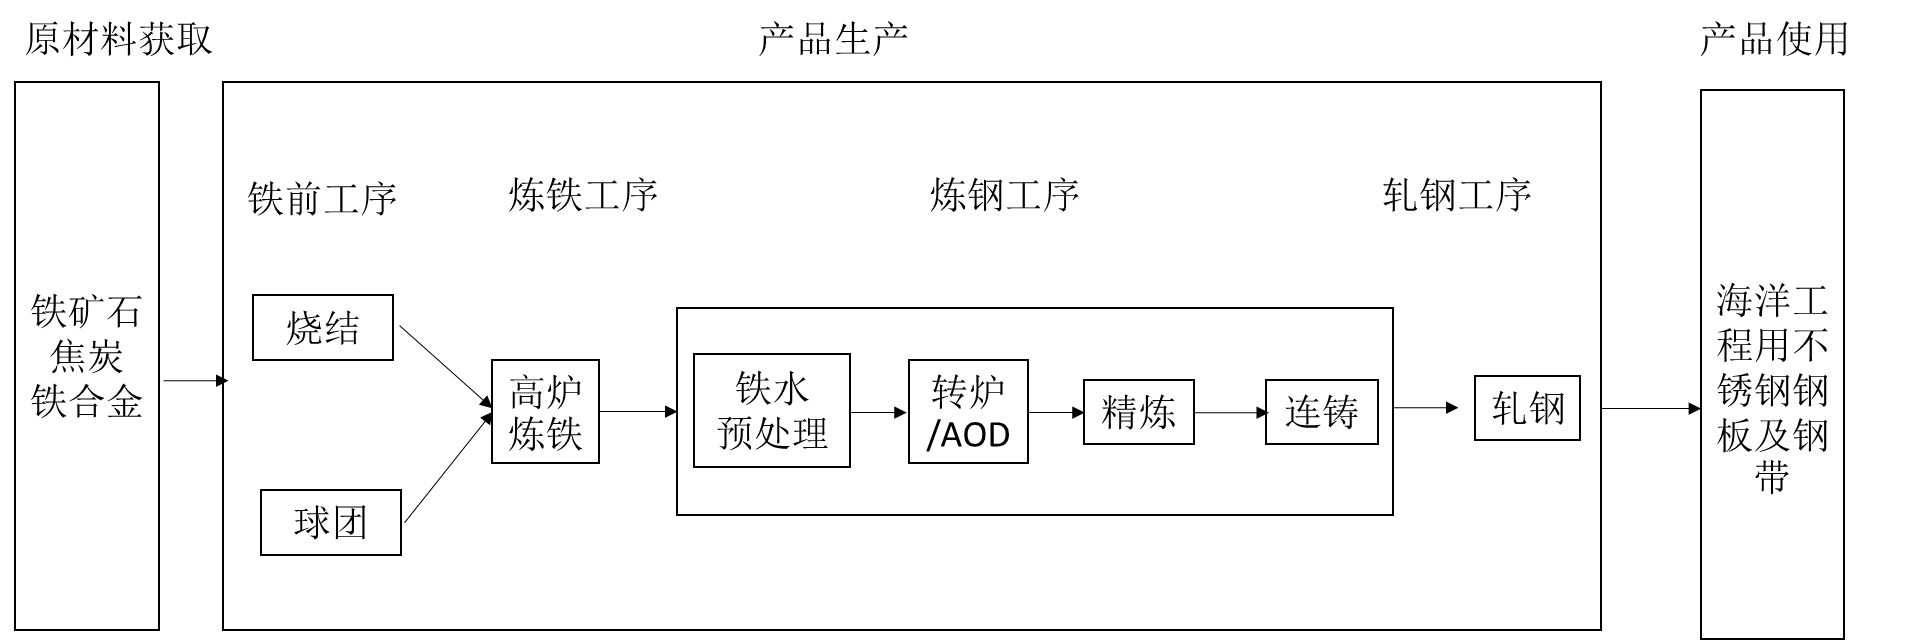 原材料获取
产品生产
产品使用
铁矿石
焦炭
铁合金
铁前工序
炼铁工序
炼钢工序
轧钢工序
烧结
球团
高炉
炼铁
铁水
预处理
转炉
/AOD
精炼
连铸
轧钢
海洋工
程用不
锈钢钢
板及钢
带